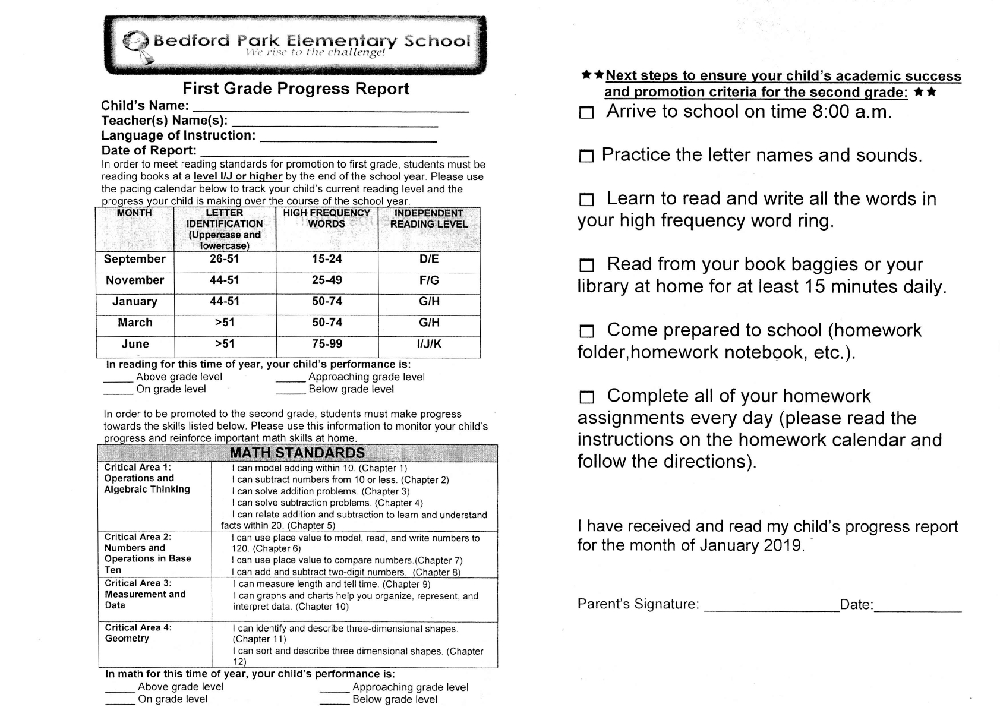 Bedford Park Elementary School
We rise to the challenge!
First Grade Progress Report
Child's Name: ____________________
Teacher(s) Name(s): ____________________
Language of Instruction: ____________________
Date of Report: ____________________
In order to meet reading standards for promotion to first grade, students must be
reading books at a level I/J or higher by the end of the school year. Please use
the pacing calendar below to track your child's current reading level and the
progress your child is making over the course of the school year.
MONTH LETTER IDENTIFICATION (Uppercase and lowercase) HIGH FREQUENCY WORDS INDEPENDENT READING LEVEL
September 26-51 15-24 D/E
November 44-51 25-49 F/G
January 44-51 50-74 G/H
March >51 50-74 G/H
June >51 75-99 I/J/K
In reading for this time of year, your child's performance is:
_____ Above grade level _____ Approaching grade level
_____ On grade level _____ Below grade level
In order to be promoted to the second grade, students must make progress
towards the skills listed below. Please use this information to monitor your child's
progress and reinforce important math skills at home.
MATH STANDARDS
Critical Area 1:
Operations and
Algebraic Thinking
I can model adding within 10. (Chapter 1)
I can subtract numbers from 10 or less. (Chapter 2)
I can solve addition problems. (Chapter 3)
I can solve subtraction problems. (Chapter 4)
I can relate addition and subtraction to learn and understand
facts within 20. (Chapter 5)
Critical Area 2:
Numbers and
Operations in Base
Ten
I can use place value to model, read, and write numbers to
120. (Chapter 6)
I can use place value to compare numbers.(Chapter 7)
I can add and subtract two-digit numbers. (Chapter 8)
Critical Area 3:
Measurement and
Data
I can measure length and tell time. (Chapter 9)
I can graphs and charts help you organize, represent, and
interpret data. (Chapter 10)
Critical Area 4:
Geometry
I can identify and describe three-dimensional shapes.
(Chapter 11)
I can sort and describe three dimensional shapes. (Chapter
12)
In math for this time of year, your child's performance is:
_____ Above grade level _____ Approaching grade level
_____ On grade level _____ Below grade level
★★Next steps to ensure your child's academic success
and promotion criteria for the second grade: ★★
☐ Arrive to school on time 8:00 a.m.
☐ Practice the letter names and sounds.
☐ Learn to read and write all the words in
your high frequency word ring.
☐ Read from your book baggies or your
library at home for at least 15 minutes daily.
☐ Come prepared to school (homework
folder,homework notebook, etc.).
☐ Complete all of your homework
assignments every day (please read the
instructions on the homework calendar and
follow the directions).
I have received and read my child's progress report
for the month of January 2019.
Parent's Signature: _________________Date:___________